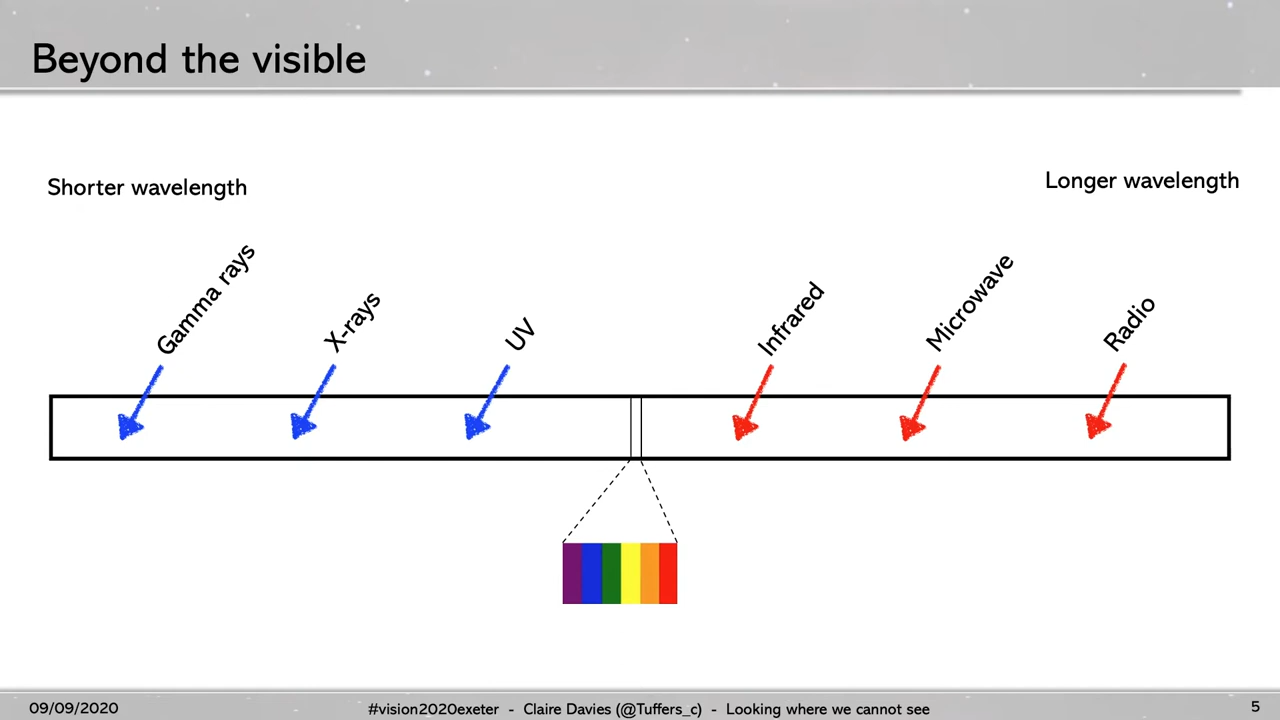 Beyond the visible
Shorter wavelength
Longer wavelength
Gamma rays
X-rays
UV
Infrared
Microwave
Radio
09/09/2020
#vision2020exeter - Claire Davies (@Tuffers_c) - Looking where we cannot see
5